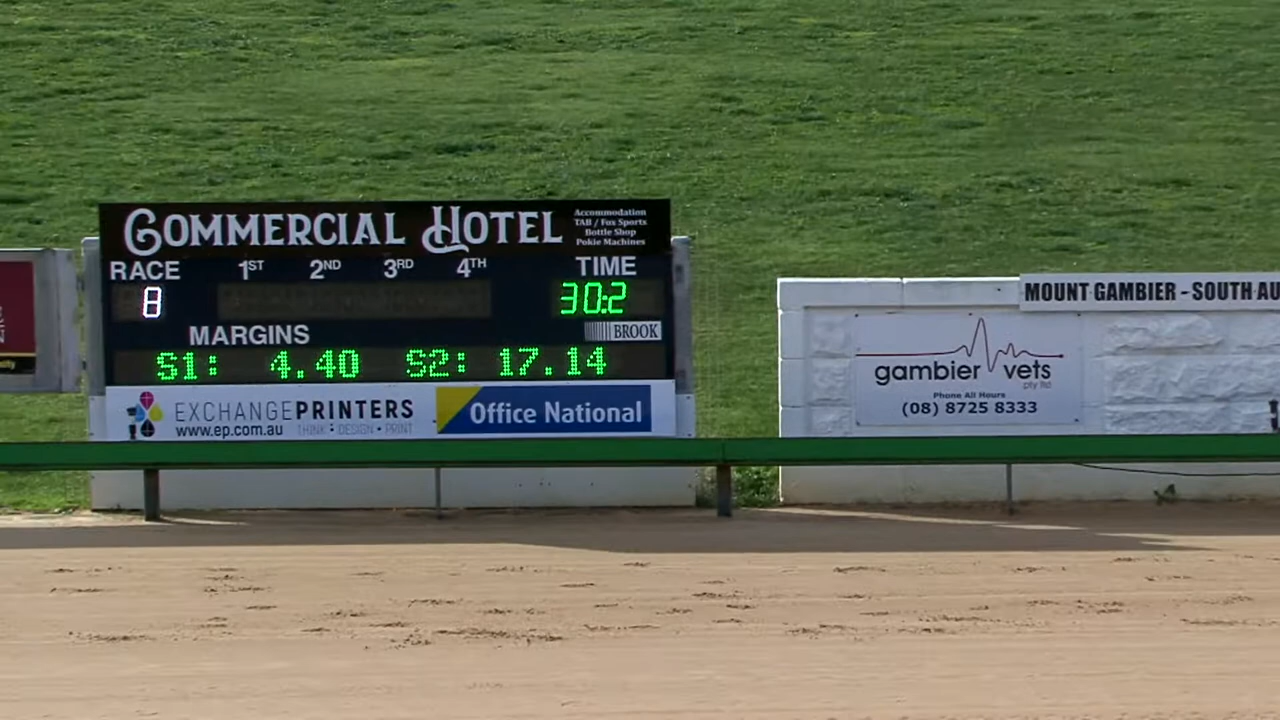 COMMERCIAL HOTEL
Accommodation
TAB / Fox Sports
Bottle Shop
Pokie Machines
RACE 1ST 2ND 3RD 4TH TIME
8 30:2
MARGINS BROOK
S1: 4.40 S2: 17.14
EXCHANGEPRINTERS
www.ep.com.au THINK • DESIGN • PRINT
Office National
MOUNT GAMBIER - SOUTH AU
gambier vets
pty ltd
Phone All Hours
(08) 8725 8333